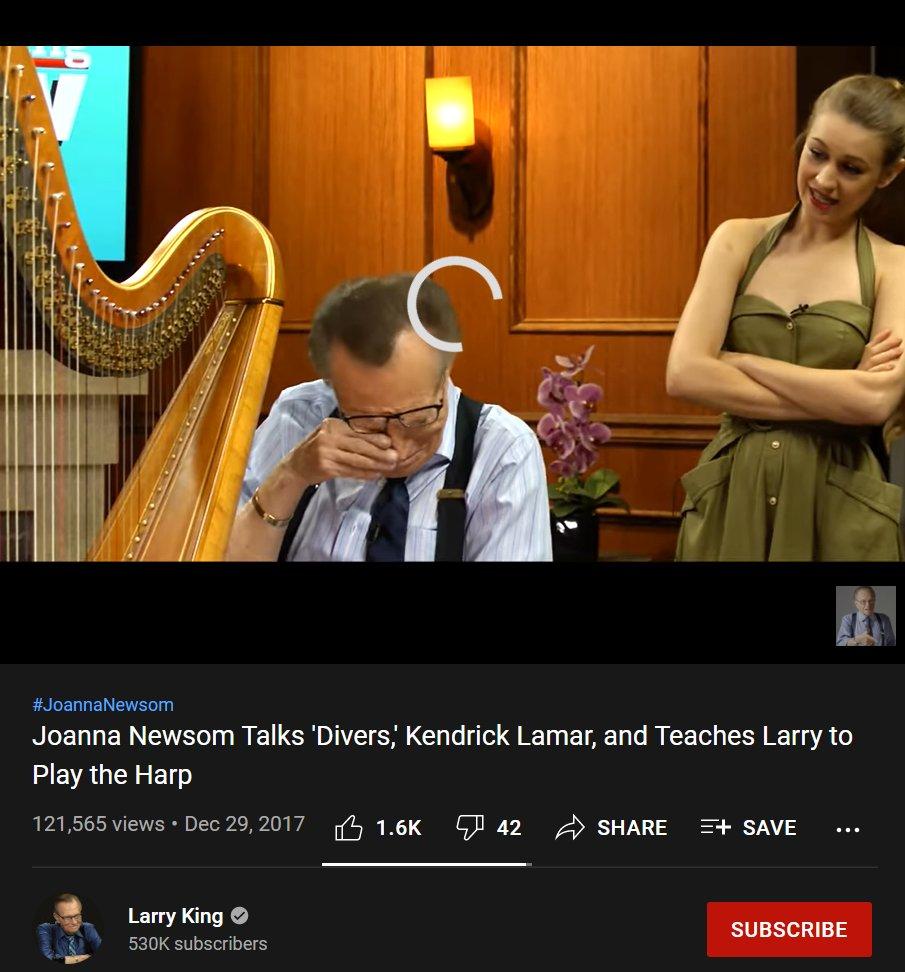 #JoannaNewsom
Joanna Newsom Talks 'Divers,' Kendrick Lamar, and Teaches Larry to
Play the Harp
121,565 views • Dec 29, 2017 1.6K 42 SHARE SAVE ...
Larry King
530K subscribers
SUBSCRIBE